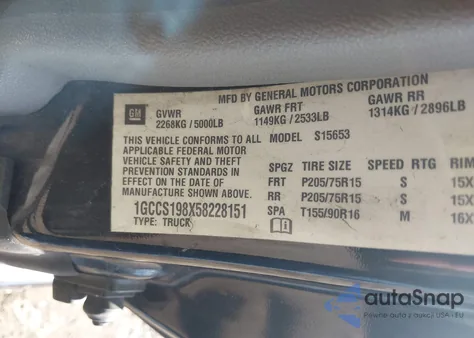 MFD BY GENERAL MOTORS CORPORATION
GM GVWR GAWR FRT GAWR RR
2268KG / 5000LB 1149KG / 2533LB 1314KG / 2896LB
THIS VEHICLE CONFORMS TO ALL MODEL S15653
APPLICABLE FEDERAL MOTOR
VEHICLE SAFETY AND THEFT
PREVENTION STANDARDS IN
EFFECT ON THE DATE OF
MANUFACTURE SHOWN ABOVE.
1GCCS198X58228151
TYPE: TRUCK
SPGZ TIRE SIZE SPEED RTG RIM
FRT P205/75R15 S 15X
RR P205/75R15 S 15X
SPA T155/90R16 M 16X
autoSnap